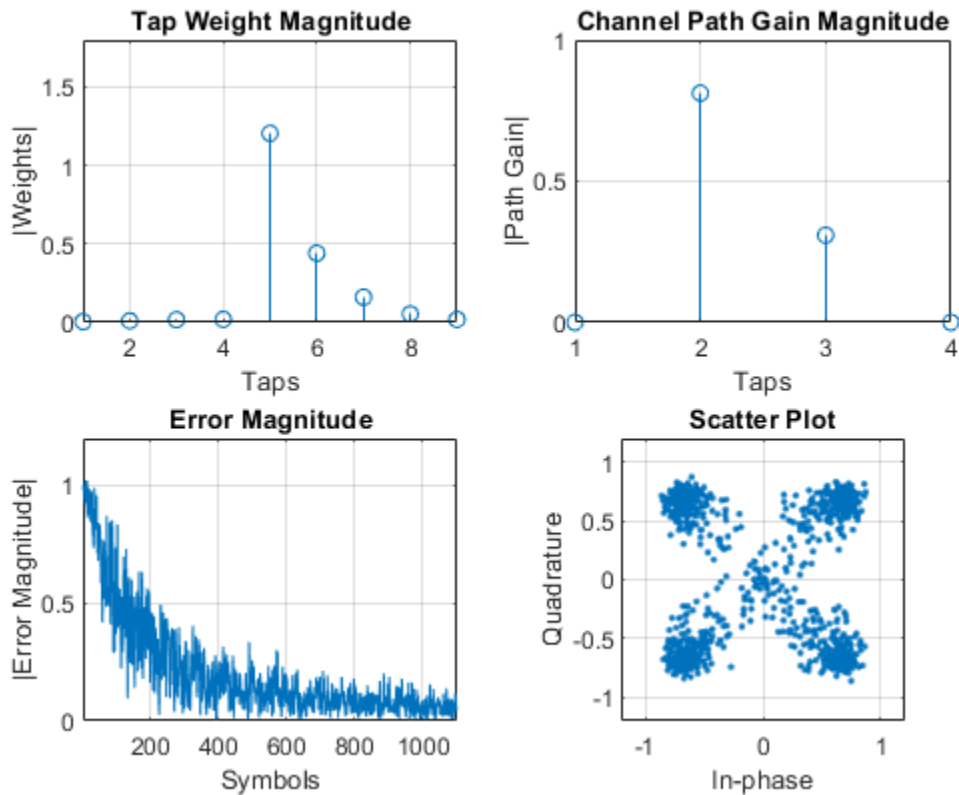 Tap Weight Magnitude
|Weights|
1.5
1
0.5
0
2 4 6 8
Taps
Channel Path Gain Magnitude
|Path Gain|
1
0.5
0
1 2 3 4
Taps
Error Magnitude
|Error Magnitude|
1
0.5
0
200 400 600 800 1000
Symbols
Scatter Plot
Quadrature
1
0.5
0
-0.5
-1
-1 0 1
In-phase